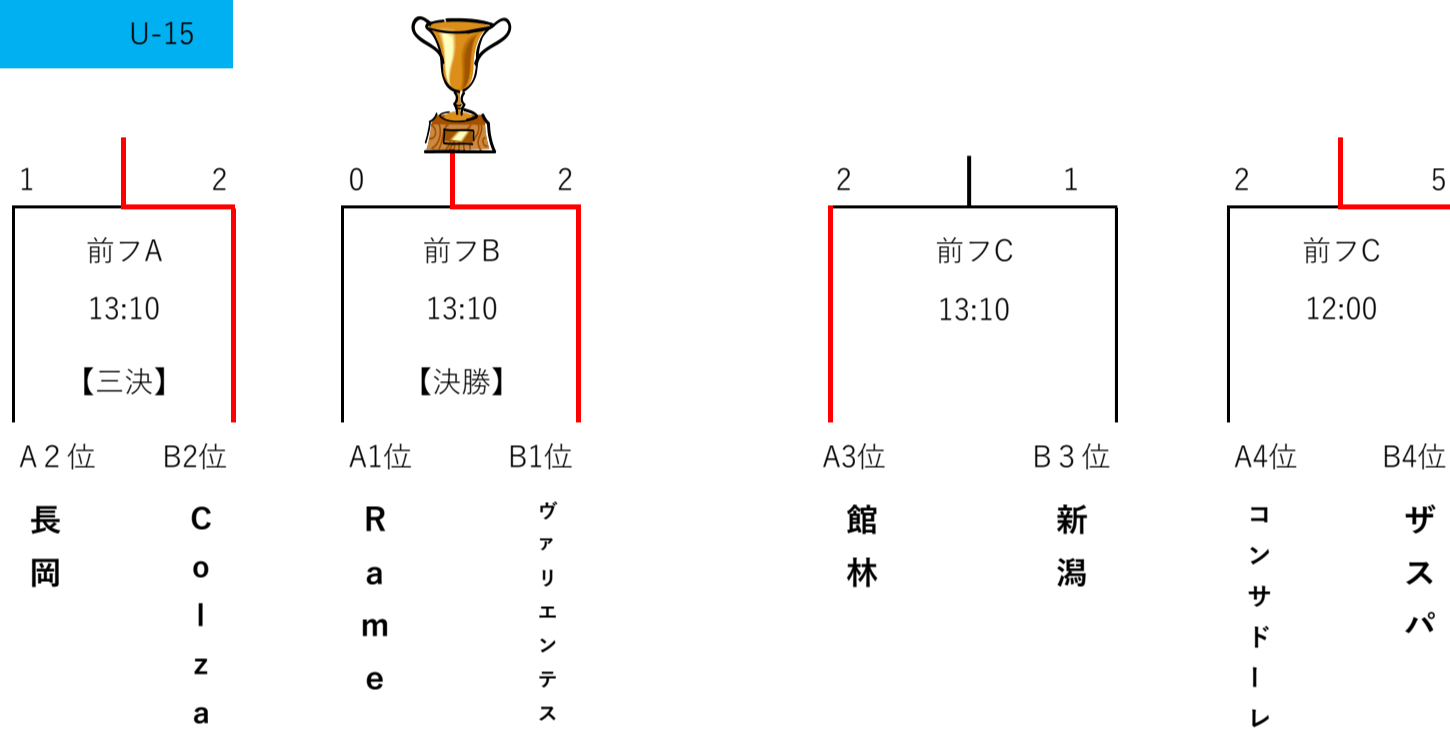 U-15
1 2 0 2 2 1 2 5
前フA 前フB 前フC 前フC
13:10 13:10 13:10 12:00
【三決】 【決勝】
A２位 B2位 A1位 B1位 A3位 B３位 A4位 B4位
長岡
Colza
Rame
ヴァリエンテス
館林
新潟
コンサドーレ
ザスパ